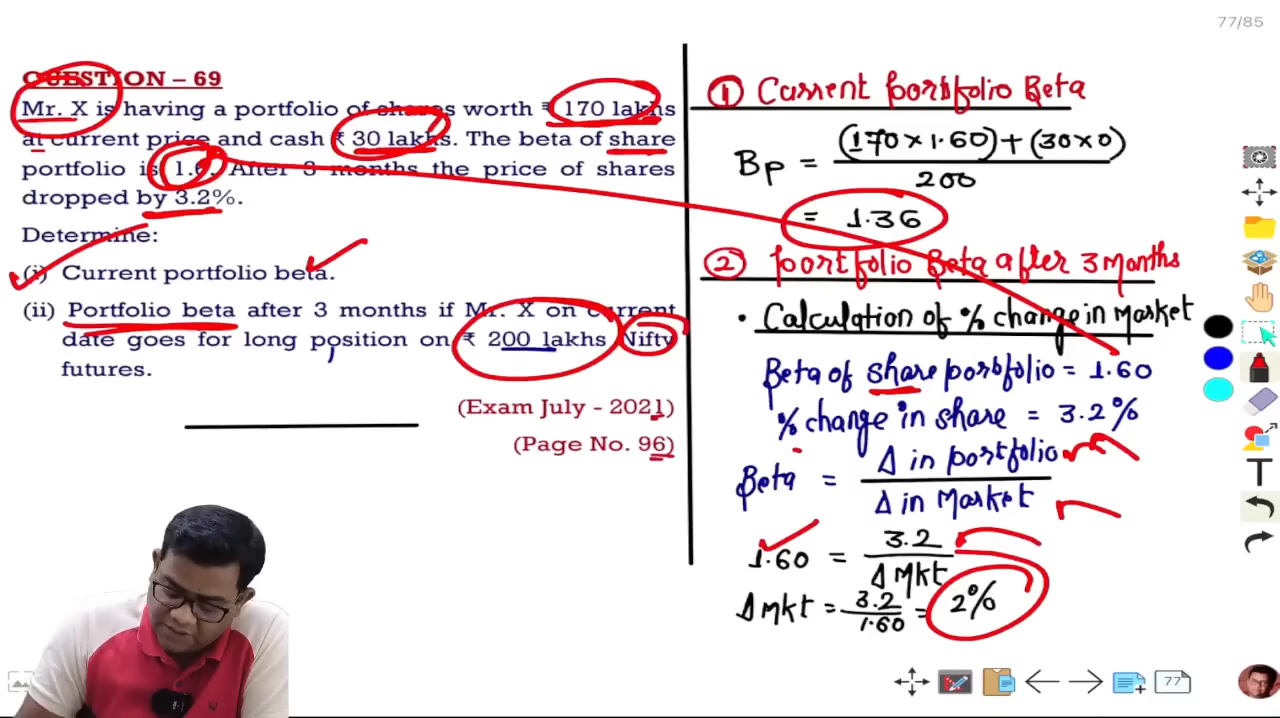 77/85
QUESTION – 69
Mr. X is having a portfolio of shares worth ₹ 170 lakhs
at current price and cash ₹ 30 lakhs. The beta of share
portfolio is 1.6. After 3 months the price of shares
dropped by 3.2%.
Determine:
(i) Current portfolio beta.
(ii) Portfolio beta after 3 months if Mr. X on current
date goes for long position on ₹ 200 lakhs Nifty
futures.
(Exam July - 2021)
(Page No. 96)
① Current portfolio Beta
Bp = (170 × 1.60) + (30 × 0)
200
= 1.36
② portfolio Beta after 3 Months
• Calculation of % change in Market
Beta of share portfolio = 1.60
% change in share = 3.2%
Beta = Δ in portfolio
Δ in Market
1.60 = 3.2
Δ Mkt
Δ mkt = 3.2
1.60
= 2%
T
77